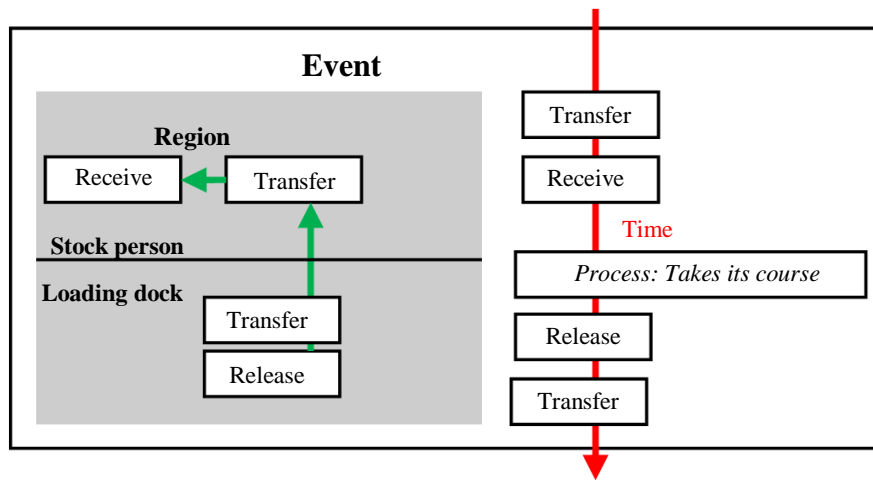 Event
Region
Receive
Transfer
Stock person
Loading dock
Transfer
Release
Transfer
Receive
Time
Process: Takes its course
Release
Transfer